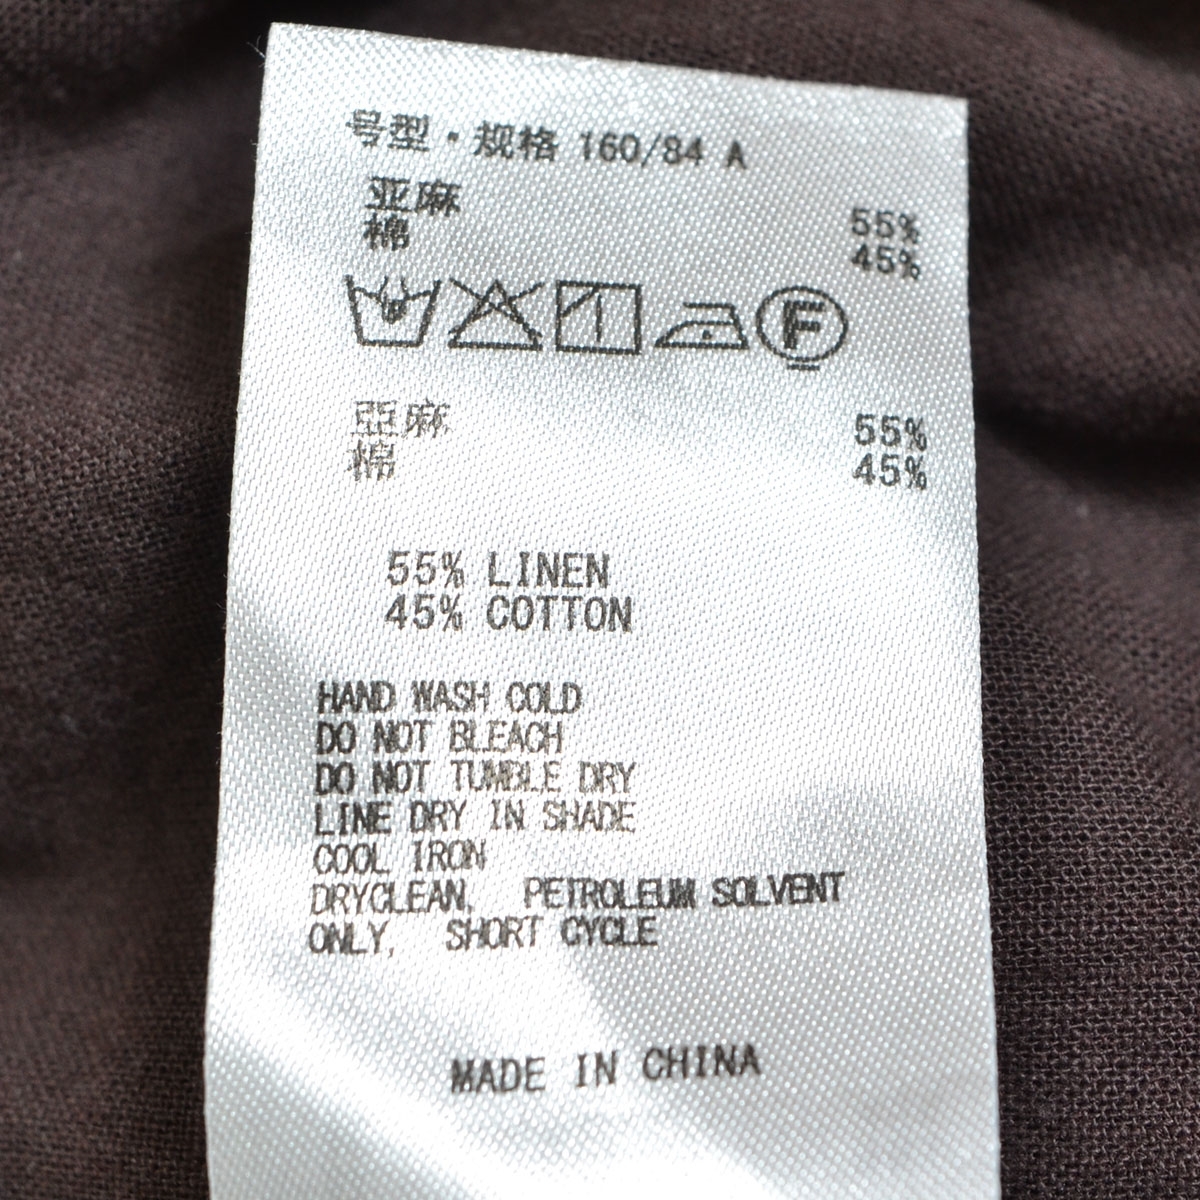 号型・规格 160/84 A
亚麻 55%
棉 45%
F
亞麻 55%
棉 45%
55% LINEN
45% COTTON
HAND WASH COLD
DO NOT BLEACH
DO NOT TUMBLE DRY
LINE DRY IN SHADE
COOL IRON
DRYCLEAN, PETROLEUM SOLVENT
ONLY, SHORT CYCLE
MADE IN CHINA